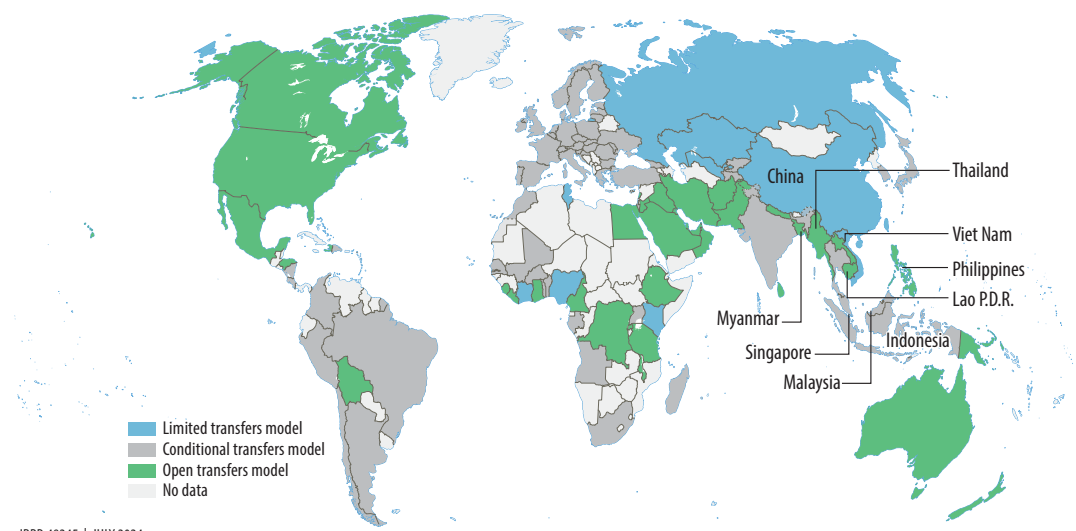 China
Thailand
Viet Nam
Philippines
Lao P.D.R.
Myanmar
Indonesia
Singapore
Malaysia
Limited transfers model
Conditional transfers model
Open transfers model
No data